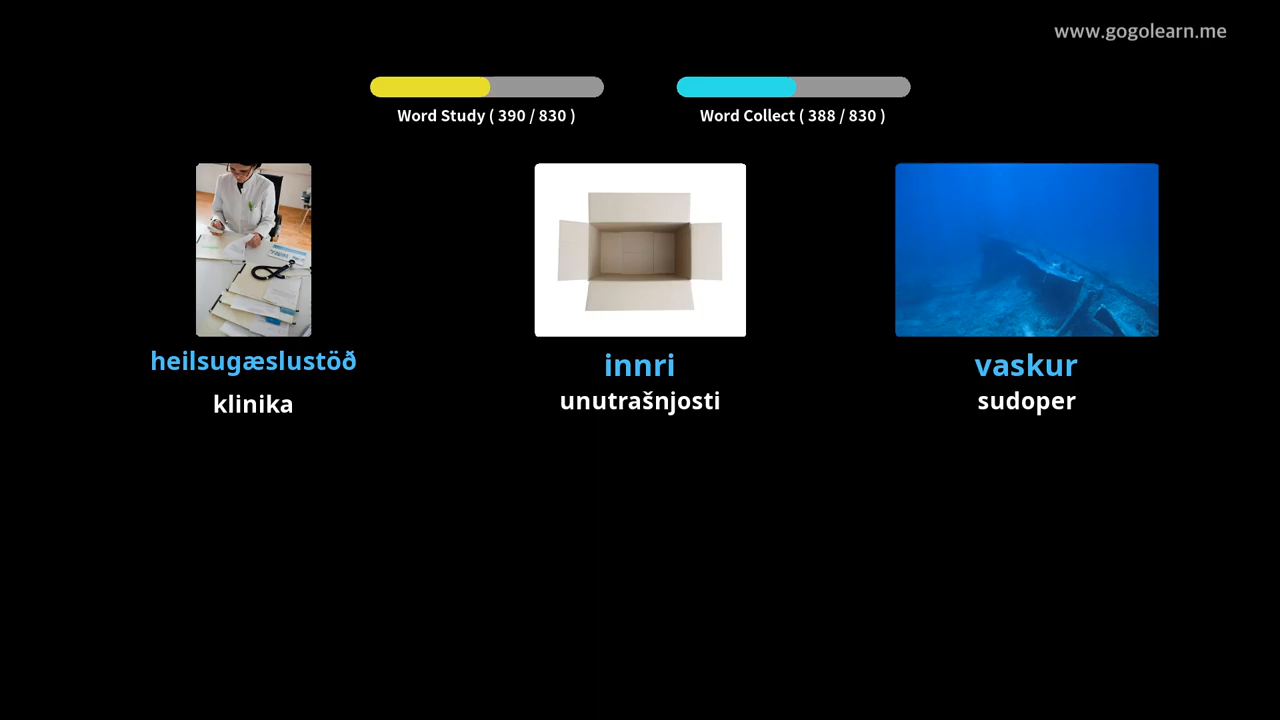 www.gogolearn.me
Word Study ( 390 / 830 )
Word Collect ( 388 / 830 )
heilsugæslustöð
klinika
innri
unutrašnjosti
vaskur
sudoper